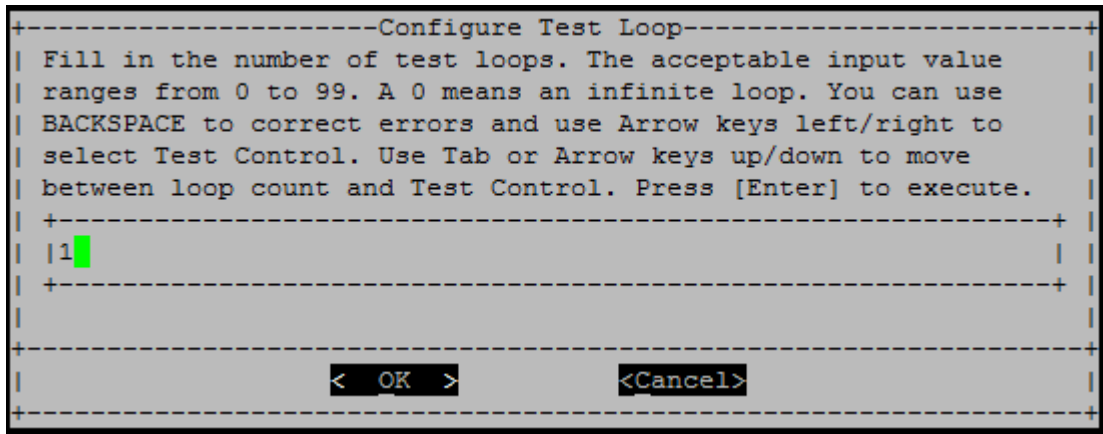 Configure Test Loop
Fill in the number of test loops. The acceptable input value
ranges from 0 to 99. A 0 means an infinite loop. You can use
BACKSPACE to correct errors and use Arrow keys left/right to
select Test Control. Use Tab or Arrow keys up/down to move
between loop count and Test Control. Press [Enter] to execute.
1
<  OK  > <Cancel>